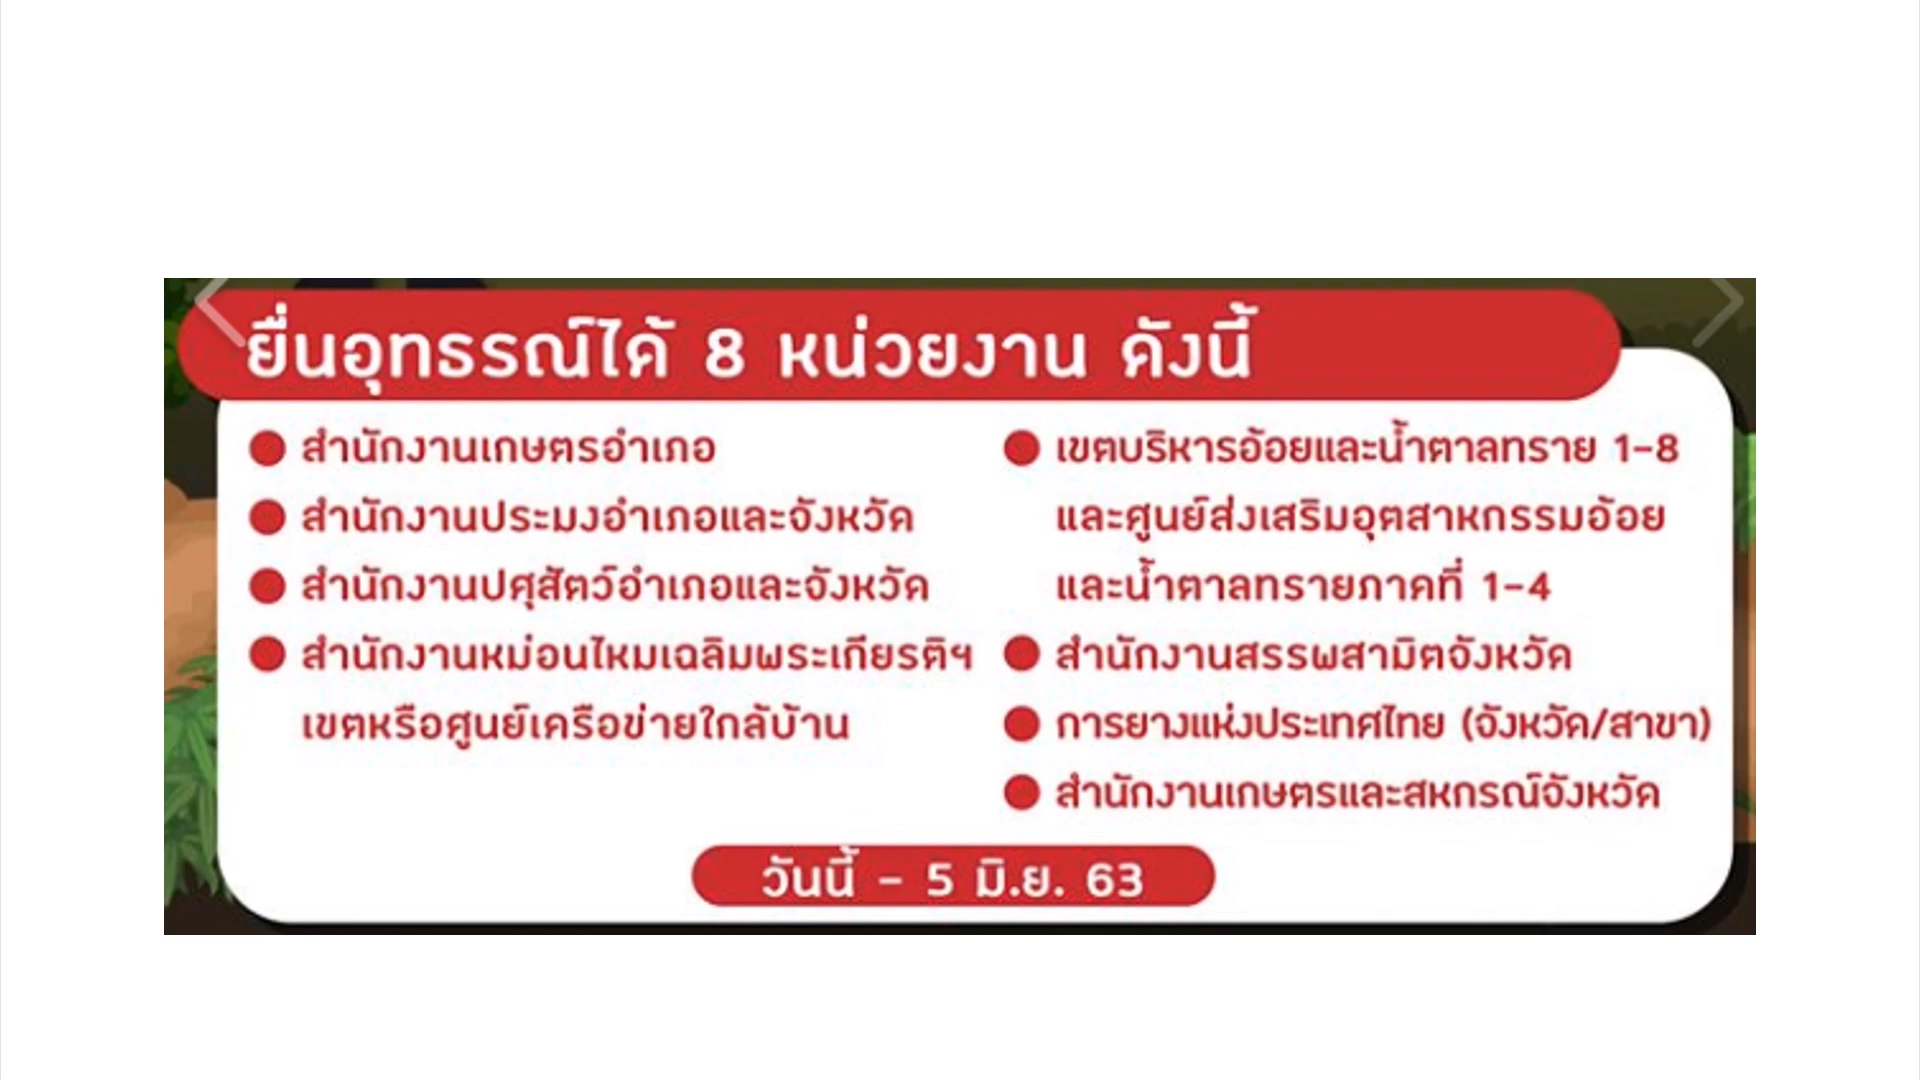 ยื่นอุทธรรณ์ได้ 8 หน่วยงาน ดังนี้
สำนักงานเกษตรอำเภอ
สำนักงานประมงอำเภอและจังหวัด
สำนักงานปศุสัตว์อำเภอและจังหวัด
สำนักงานหม่อนไหมเฉลิมพระเกียรติฯ
เขตหรือศูนย์เครือข่ายใกล้บ้าน
เขตบริหารอ้อยและน้ำตาลทราย 1-8
และศูนย์ส่งเสริมอุตสาหกรรมอ้อย
และน้ำตาลทรายภาคที่ 1-4
สำนักงานสรรพสามิตจังหวัด
การยางแห่งประเทศไทย (จังหวัด/สาขา)
สำนักงานเกษตรและสหกรณ์จังหวัด
วันนี้ - 5 มิ.ย. 63